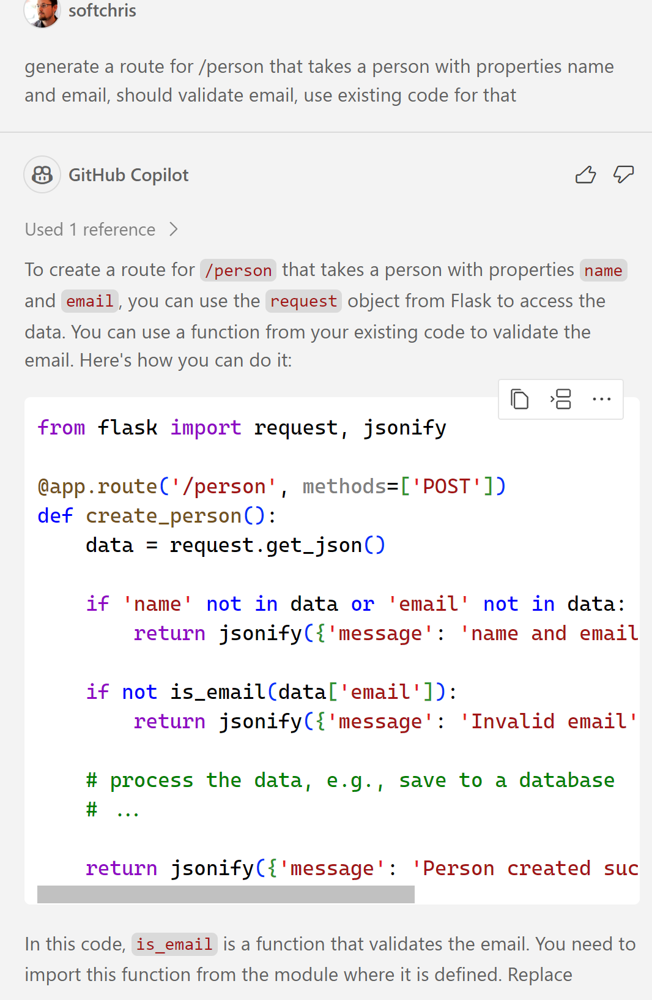 softchris
generate a route for /person that takes a person with properties name
and email, should validate email, use existing code for that
GitHub Copilot
Used 1 reference
To create a route for /person that takes a person with properties name
and email, you can use the request object from Flask to access the
data. You can use a function from your existing code to validate the
email. Here's how you can do it:
from flask import request, jsonify
@app.route('/person', methods=['POST'])
def create_person():
    data = request.get_json()
    if 'name' not in data or 'email' not in data:
        return jsonify({'message': 'name and email
    if not is_email(data['email']):
        return jsonify({'message': 'Invalid email'
    # process the data, e.g., save to a database
    # ...
    return jsonify({'message': 'Person created suc
In this code, is_email is a function that validates the email. You need to
import this function from the module where it is defined. Replace